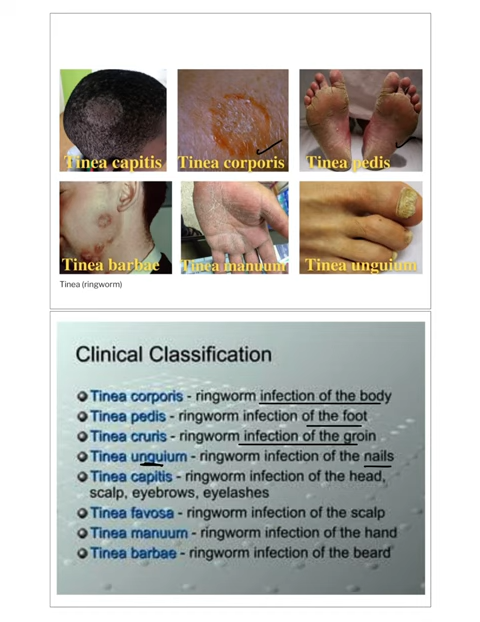 Tinea capitis
Tinea corporis
Tinea pedis
Tinea barbae
Tinea manuum
Tinea unguium
Tinea (ringworm)
Clinical Classification
Tinea corporis - ringworm infection of the body
Tinea pedis - ringworm infection of the foot
Tinea cruris - ringworm infection of the groin
Tinea unguium - ringworm infection of the nails
Tinea capitis - ringworm infection of the head,
scalp, eyebrows, eyelashes
Tinea favosa - ringworm infection of the scalp
Tinea manuum - ringworm infection of the hand
Tinea barbae - ringworm infection of the beard